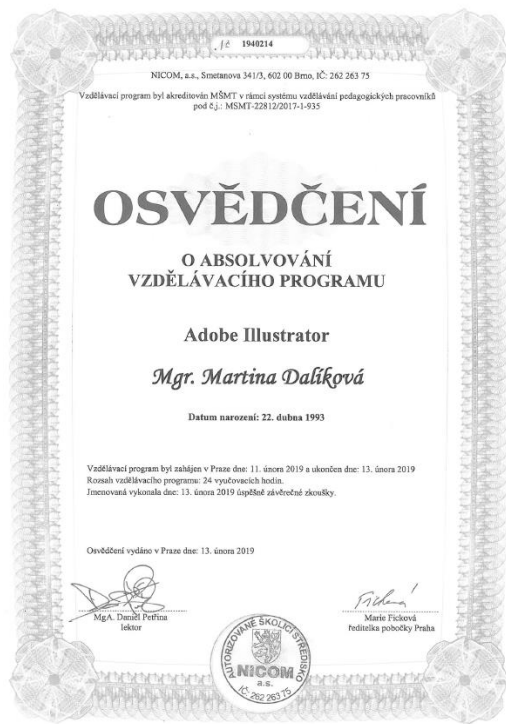 č 1940214
NICOM, a.s., Smetanova 341/3, 602 00 Brno, IČ: 262 263 75
Vzdělávací program byl akreditován MŠMT v rámci systému vzdělávání pedagogických pracovníků
pod č.j.: MSMT-22812/2017-1-935
OSVĚDČENÍ
O ABSOLVOVÁNÍ
VZDĚLÁVACÍHO PROGRAMU
Adobe Illustrator
Mgr. Martina Dalíková
Datum narození: 22. dubna 1993
Vzdělávací program byl zahájen v Praze dne: 11. února 2019 a ukončen dne: 13. února 2019
Rozsah vzdělávacího programu: 24 vyučovacích hodin.
Jmenovaná vykonala dne: 13. února 2019 úspěšně závěrečné zkoušky.
Osvědčení vydáno v Praze dne: 13. února 2019
MgA. Daniel Petřina
lektor
Marie Ficková
ředitelka pobočky Praha
AUTORIZOVANÉ ŠKOLICÍ STŘEDISKO
NICOM
a.s.
IČ: 262 263 75